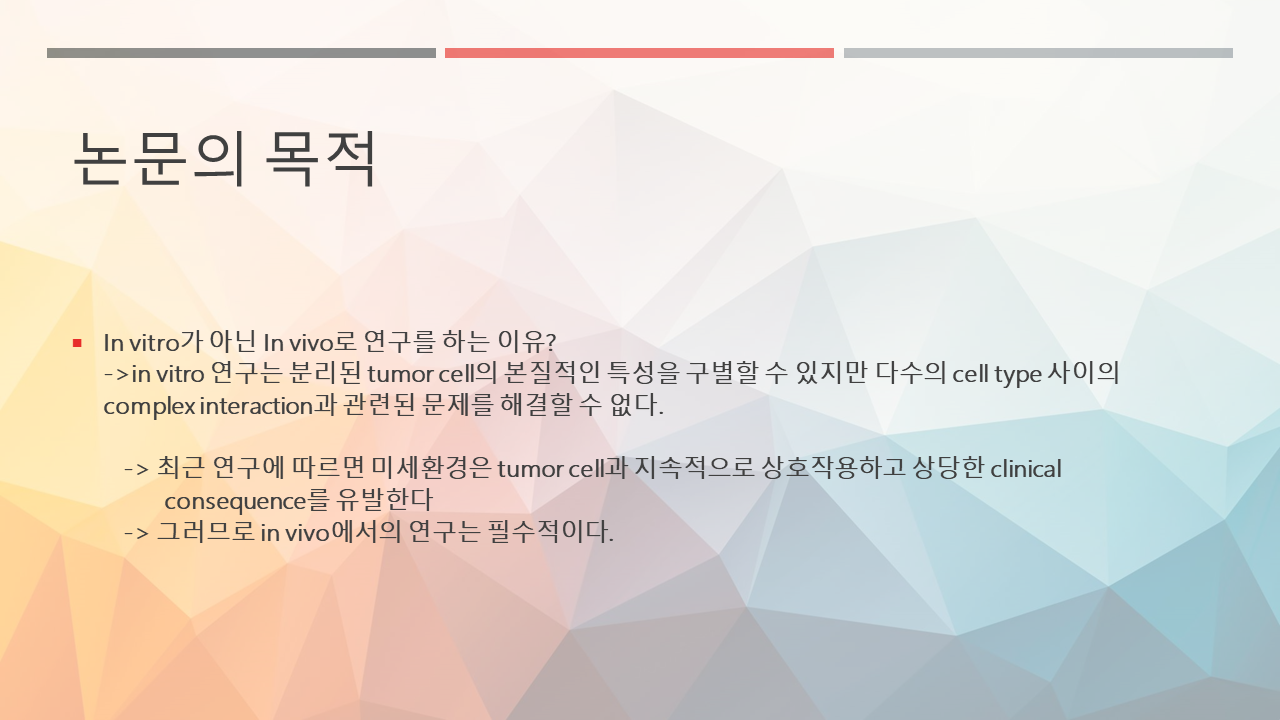 논문의 목적
In vitro가 아닌 In vivo로 연구를 하는 이유?
->in vitro 연구는 분리된 tumor cell의 본질적인 특성을 구별할 수 있지만 다수의 cell type 사이의
complex interaction과 관련된 문제를 해결할 수 없다.
-> 최근 연구에 따르면 미세환경은 tumor cell과 지속적으로 상호작용하고 상당한 clinical
consequence를 유발한다
-> 그러므로 in vivo에서의 연구는 필수적이다.